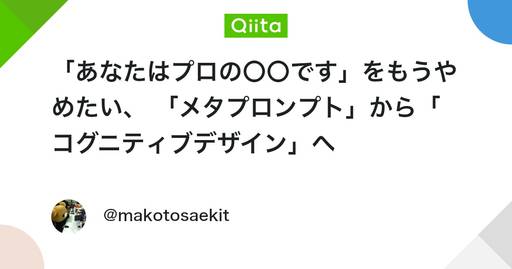 Qiita
「あなたはプロの〇〇です」をもうや
めたい、 「メタプロンプト」から「
コグニティブデザイン」へ
@makotosaekit